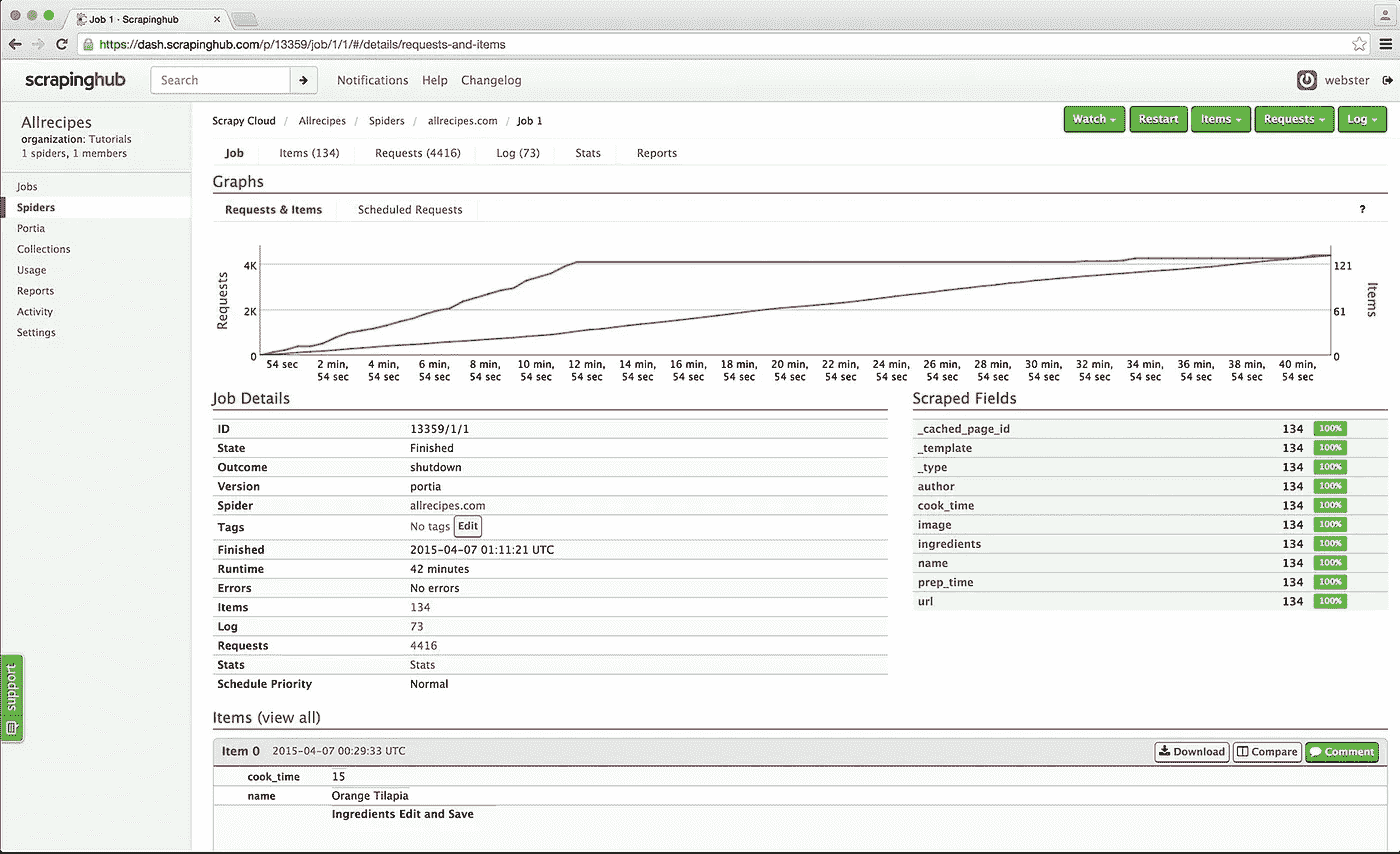 Job 1 · Scrapinghub
https://dash.scrapinghub.com/p/13359/job/1/1/#/details/requests-and-items
scrapinghub Search Notifications Help Changelog webster
Allrecipes
organization: Tutorials
1 spiders, 1 members
Jobs
Spiders
Portia
Collections
Usage
Reports
Activity
Settings
support
Scrapy Cloud / Allrecipes / Spiders / allrecipes.com / Job 1
Watch Restart Items Requests Log
Job Items (134) Requests (4416) Log (73) Stats Reports
Graphs
Requests & Items Scheduled Requests ?
Requests
4K
2K
0
121
61
0
Items
54 sec 2 min, 4 min, 6 min, 8 min, 10 min, 12 min, 14 min, 16 min, 18 min, 20 min, 22 min, 24 min, 26 min, 28 min, 30 min, 32 min, 34 min, 36 min, 38 min, 40 min,
54 sec 54 sec 54 sec 54 sec 54 sec 54 sec 54 sec 54 sec 54 sec 54 sec 54 sec 54 sec 54 sec 54 sec 54 sec 54 sec 54 sec 54 sec 54 sec 54 sec
Job Details
ID 13359/1/1
State Finished
Outcome shutdown
Version portia
Spider allrecipes.com
Tags No tags Edit
Finished 2015-04-07 01:11:21 UTC
Runtime 42 minutes
Errors No errors
Items 134
Log 73
Requests 4416
Stats Stats
Schedule Priority Normal
Scraped Fields
_cached_page_id 134 100%
_template 134 100%
_type 134 100%
author 134 100%
cook_time 134 100%
image 134 100%
ingredients 134 100%
name 134 100%
prep_time 134 100%
url 134 100%
Items (view all)
Item 0 2015-04-07 00:29:33 UTC Download Compare Comment
cook_time 15
name Orange Tilapia
Ingredients Edit and Save